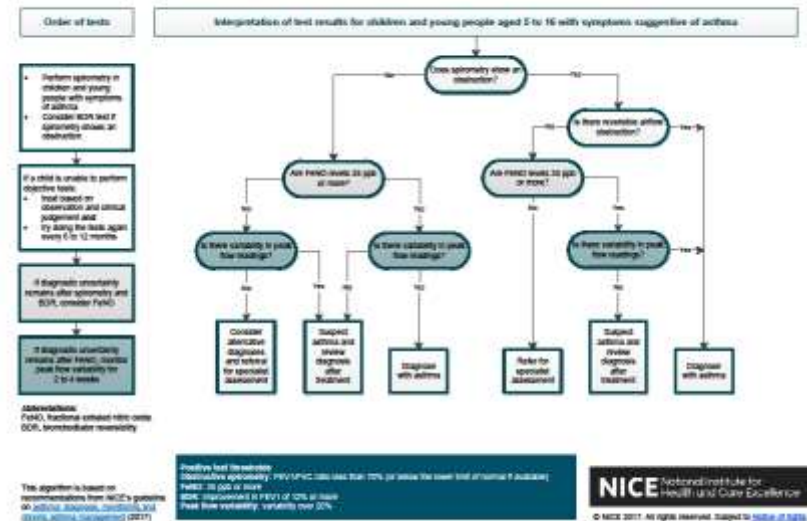 Order of tests
Interpretation of test results for children and young people aged 5 to 16 with symptoms suggestive of asthma
Perform spirometry in
children and young
people with symptoms
of asthma
Consider BDR test if
spirometry shows an
obstruction
If a child is unable to perform
objective tests:
treat based on
observation and clinical
judgement and
try doing the tests again
every 6 to 12 months
If diagnostic uncertainty
remains after spirometry and
BDR, consider FeNO
If diagnostic uncertainty
remains after FeNO, monitor
peak flow variability for
2 to 4 weeks
Abbreviations:
FeNO, fractional exhaled nitric oxide
BDR, bronchodilator reversibility
Does spirometry show an
obstruction?
No
Yes
Is there reversible airflow
obstruction?
No
Yes
Are FeNO levels 35 ppb
or more?
No
Yes
Are FeNO levels 35 ppb
or more?
No
Yes
Is there variability in peak
flow readings?
No
Yes
Is there variability in peak
flow readings?
No
Yes
Is there variability in peak
flow readings?
No
Yes
Consider
alternative
diagnoses
and referral
for specialist
assessment
Suspect
asthma and
review
diagnosis
after
treatment
Diagnose
with asthma
Refer for
specialist
assessment
Suspect
asthma and
review
diagnosis
after
treatment
Diagnose
with asthma
This algorithm is based on
recommendations from NICE's guideline
on asthma: diagnosis, monitoring and
chronic asthma management (2017)
Positive test thresholds
Obstructive spirometry: FEV1/FVC ratio less than 70% (or below the lower limit of normal if available)
FeNO: 35 ppb or more
BDR: improvement in FEV1 of 12% or more
Peak flow variability: variability over 20%
NICE National Institute for
Health and Care Excellence
© NICE 2017. All rights reserved. Subject to Notice of rights